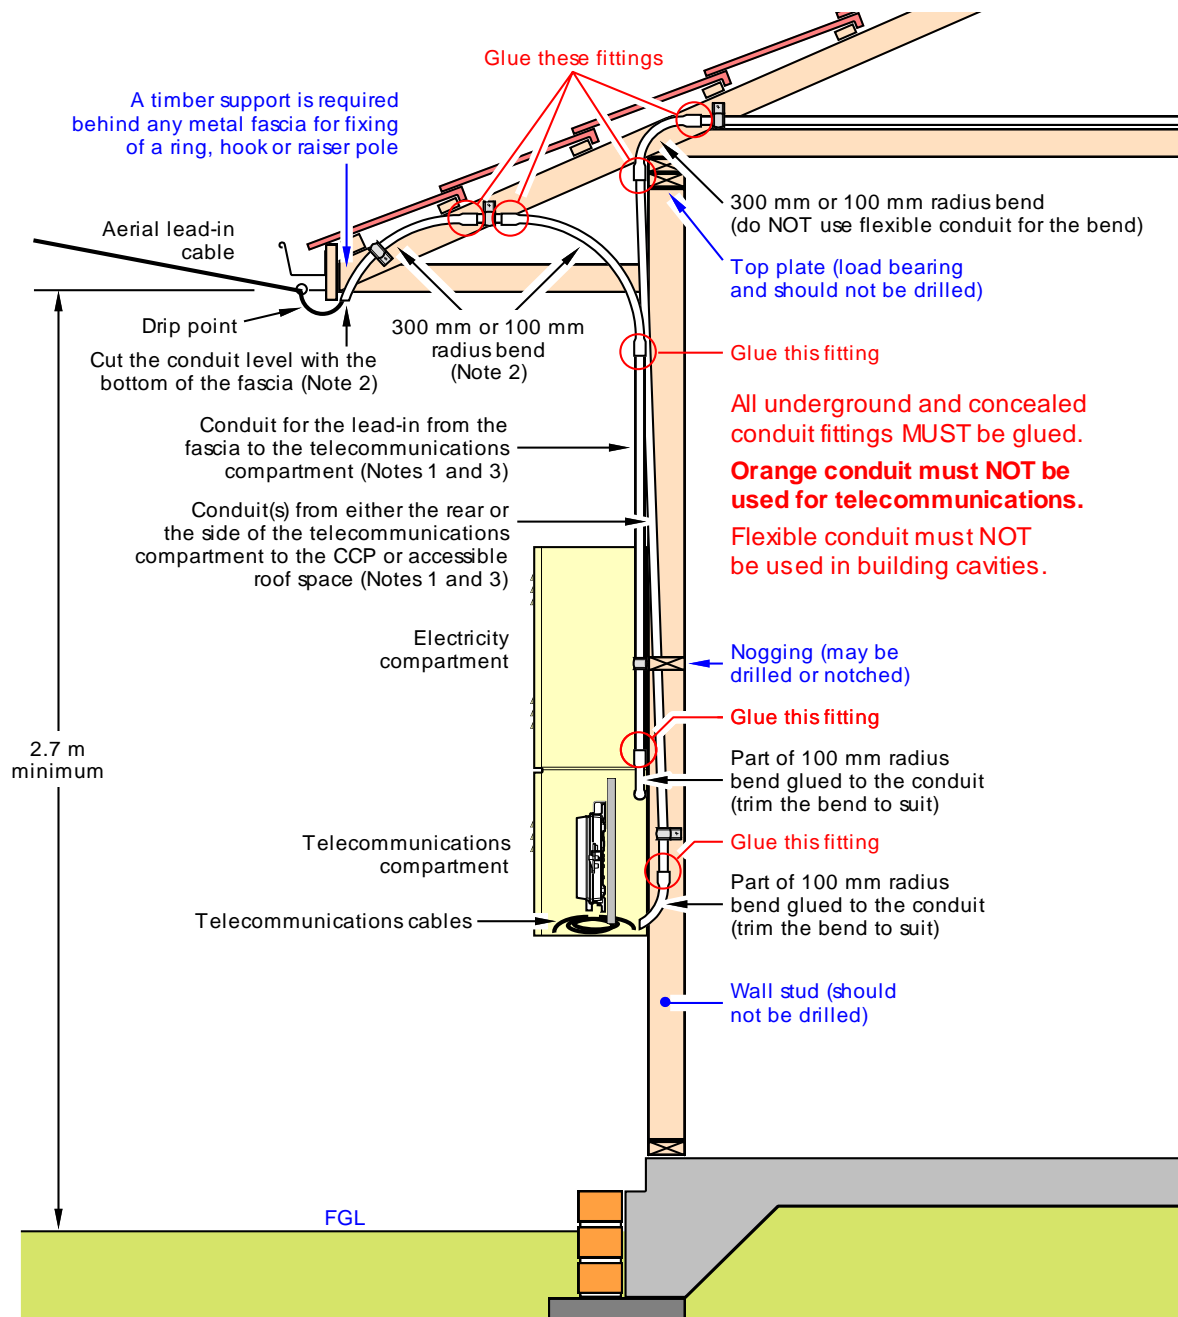 Glue these fittings
A timber support is required
behind any metal fascia for fixing
of a ring, hook or raiser pole
300 mm or 100 mm radius bend
(do NOT use flexible conduit for the bend)
Aerial lead-in
cable
Top plate (load bearing
and should not be drilled)
Drip point
300 mm or 100 mm
radius bend
(Note 2)
Cut the conduit level with the
bottom of the fascia (Note 2)
Glue this fitting
All underground and concealed
conduit fittings MUST be glued.
Orange conduit must NOT be
used for telecommunications.
Flexible conduit must NOT
be used in building cavities.
Conduit for the lead-in from the
fascia to the telecommunications
compartment (Notes 1 and 3)
Conduit(s) from either the rear or
the side of the telecommunications
compartment to the CCP or accessible
roof space (Notes 1 and 3)
Electricity
compartment
Nogging (may be
drilled or notched)
Glue this fitting
2.7 m
minimum
Part of 100 mm radius
bend glued to the conduit
(trim the bend to suit)
Telecommunications
compartment
Glue this fitting
Part of 100 mm radius
bend glued to the conduit
(trim the bend to suit)
Telecommunications cables
Wall stud (should
not be drilled)
FGL